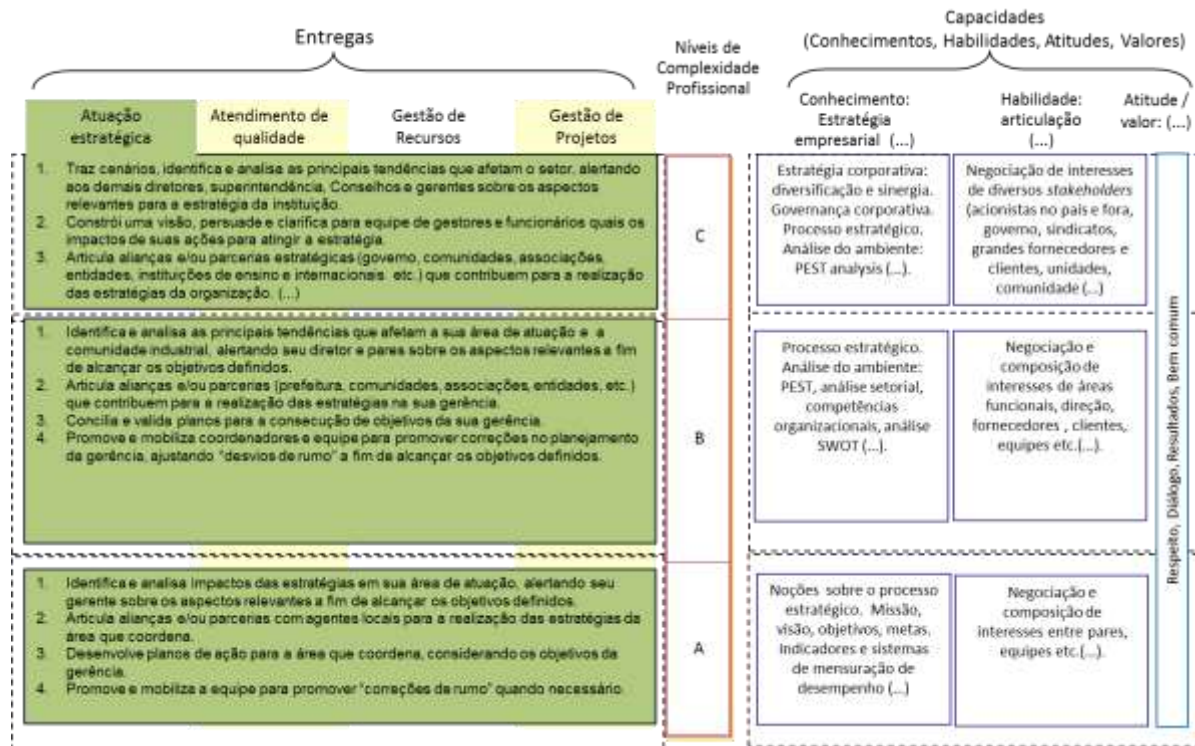 Entregas
Níveis de
Complexidade
Profissional
Capacidades
(Conhecimentos, Habilidades, Atitudes, Valores)
Atuação
estratégica
Atendimento de
qualidade
Gestão de
Recursos
Gestão de
Projetos
Conhecimento:
Estratégia
empresarial (...)
Habilidade:
articulação
(...)
Atitude /
valor: (...)
1. Traz cenários, identifica e analisa as principais tendências que afetam o setor, alertando
aos demais diretores, superintendência, Conselhos e gerentes sobre os aspectos
relevantes para a estratégia da instituição.
2. Constrói uma visão, persuade e clarifica para equipe de gestores e funcionários quais os
impactos de suas ações para atingir a estratégia.
3. Articula alianças e/ou parcerias estratégicas (governo, comunidades, associações,
entidades, instituições de ensino e internacionais etc.) que contribuem para a realização
das estratégias da organização. (...)
C
Estratégia corporativa:
diversificação e sinergia.
Governança corporativa.
Processo estratégico.
Análise do ambiente:
PEST analysis (...).
Negociação de interesses
de diversos stakeholders
(acionistas no pais e fora,
governo, sindicatos,
grandes fornecedores e
clientes, unidades,
comunidade (...)
1. Identifica e analisa as principais tendências que afetam a sua área de atuação e a
comunidade industrial, alertando seu diretor e pares sobre os aspectos relevantes a fim
de alcançar os objetivos definidos.
2. Articula alianças e/ou parcerias (prefeitura, comunidades, associações, entidades, etc.)
que contribuem para a realização das estratégias na sua gerência.
3. Concilia e valida planos para a consecução de objetivos da sua gerência.
4. Promove e mobiliza coordenadores e equipe para promover correções no planejamento
da gerência, ajustando "desvios de rumo" a fim de alcançar os objetivos definidos.
B
Processo estratégico.
Análise do ambiente:
PEST, análise setorial,
competências
organizacionais, análise
SWOT (...).
Negociação e
composição de
interesses de áreas
funcionais, direção,
fornecedores , clientes,
equipes etc.(...).
1. Identifica e analisa impactos das estratégias em sua área de atuação, alertando seu
gerente sobre os aspectos relevantes a fim de alcançar os objetivos definidos.
2. Articula alianças e/ou parcerias com agentes locais para a realização das estratégias da
área que coordena.
3. Desenvolve planos de ação para a área que coordena, considerando os objetivos da
gerência.
4. Promove e mobiliza a equipe para promover "correções de rumo" quando necessário.
A
Noções sobre o processo
estratégico. Missão,
visão, objetivos, metas.
Indicadores e sistemas
de mensuração de
desempenho (...)
Negociação e
composição de
interesses entre pares,
equipes etc.(...).
Respeito, Diálogo, Resultados, Bem comum